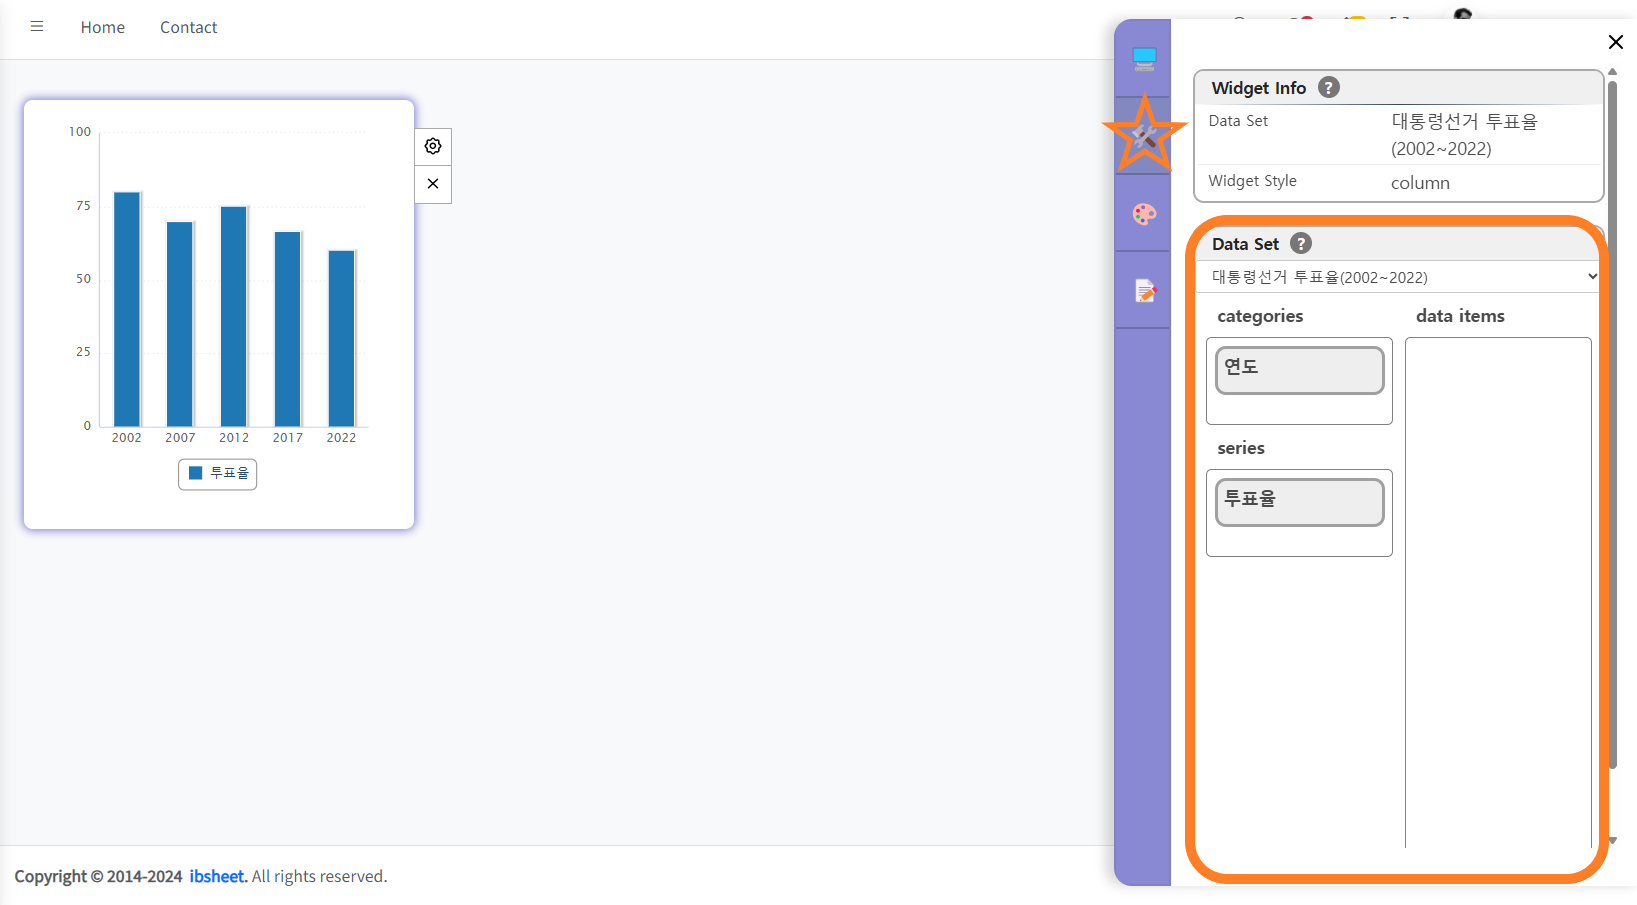 Home Contact
100
75
50
25
0
2002 2007 2012 2017 2022
투표율
Widget Info ?
Data Set 대통령선거 투표율
(2002~2022)
Widget Style column
Data Set ?
대통령선거 투표율(2002~2022)
categories data items
연도
series
투표율
Copyright © 2014-2024 ibsheet. All rights reserved.